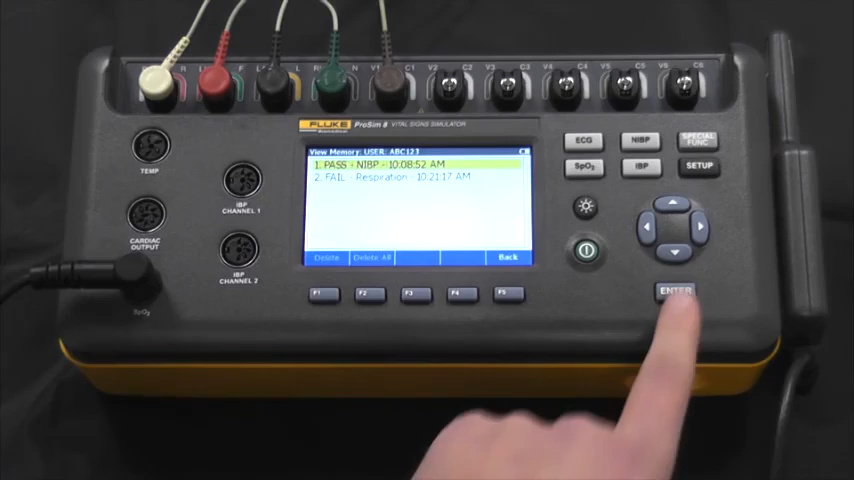 R F L N C1 V2 C2 V3 C3 V4 C4 V5 C5 V6 C6
FLUKE ProSim 8 VITAL SIGNS SIMULATOR
Biomedical
View Memory: USER: ABC123
1. PASS - NIBP - 10:08:52 AM
2. FAIL - Respiration - 10:21:17 AM
Delete Delete All Back
TEMP
CARDIAC OUTPUT
SpO2
IBP CHANNEL 1
IBP CHANNEL 2
F1 F2 F3 F4 F5
ECG NIBP SPECIAL FUNC
SpO2 IBP SETUP
ENTER